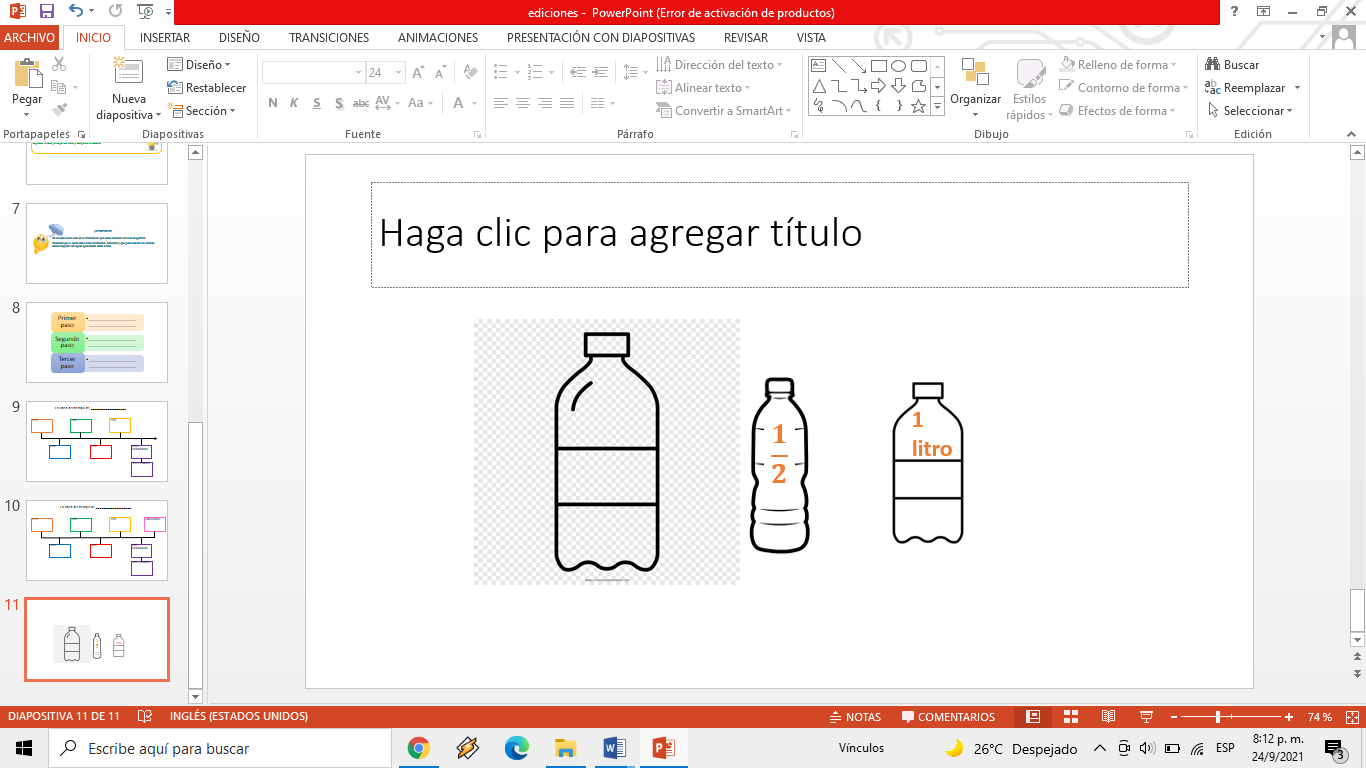 ediciones - PowerPoint (Error de activación de productos)
ARCHIVO INICIO INSERTAR DISEÑO TRANSICIONES ANIMACIONES PRESENTACIÓN CON DIAPOSITIVAS REVISAR VISTA
Pegar
Portapapeles
Nueva
diapositiva
Diseño
Restablecer
Sección
Diapositivas
24
N K S S abc AV Aa A
Fuente
Dirección del texto
Alinear texto
Convertir a SmartArt
Párrafo
Organizar
Estilos
rápidos
Relleno de forma
Contorno de forma
Efectos de forma
Dibujo
Buscar
Reemplazar
Seleccionar
Edición
7
8
Primer
paso
Segundo
paso
Tercer
paso
9
10
11
Haga clic para agregar título
1
2
1
litro
DIAPOSITIVA 11 DE 11 INGLÉS (ESTADOS UNIDOS)
NOTAS COMENTARIOS 74 %
Escribe aquí para buscar
Vínculos
26°C Despejado
ESP
8:12 p. m.
24/9/2021
3